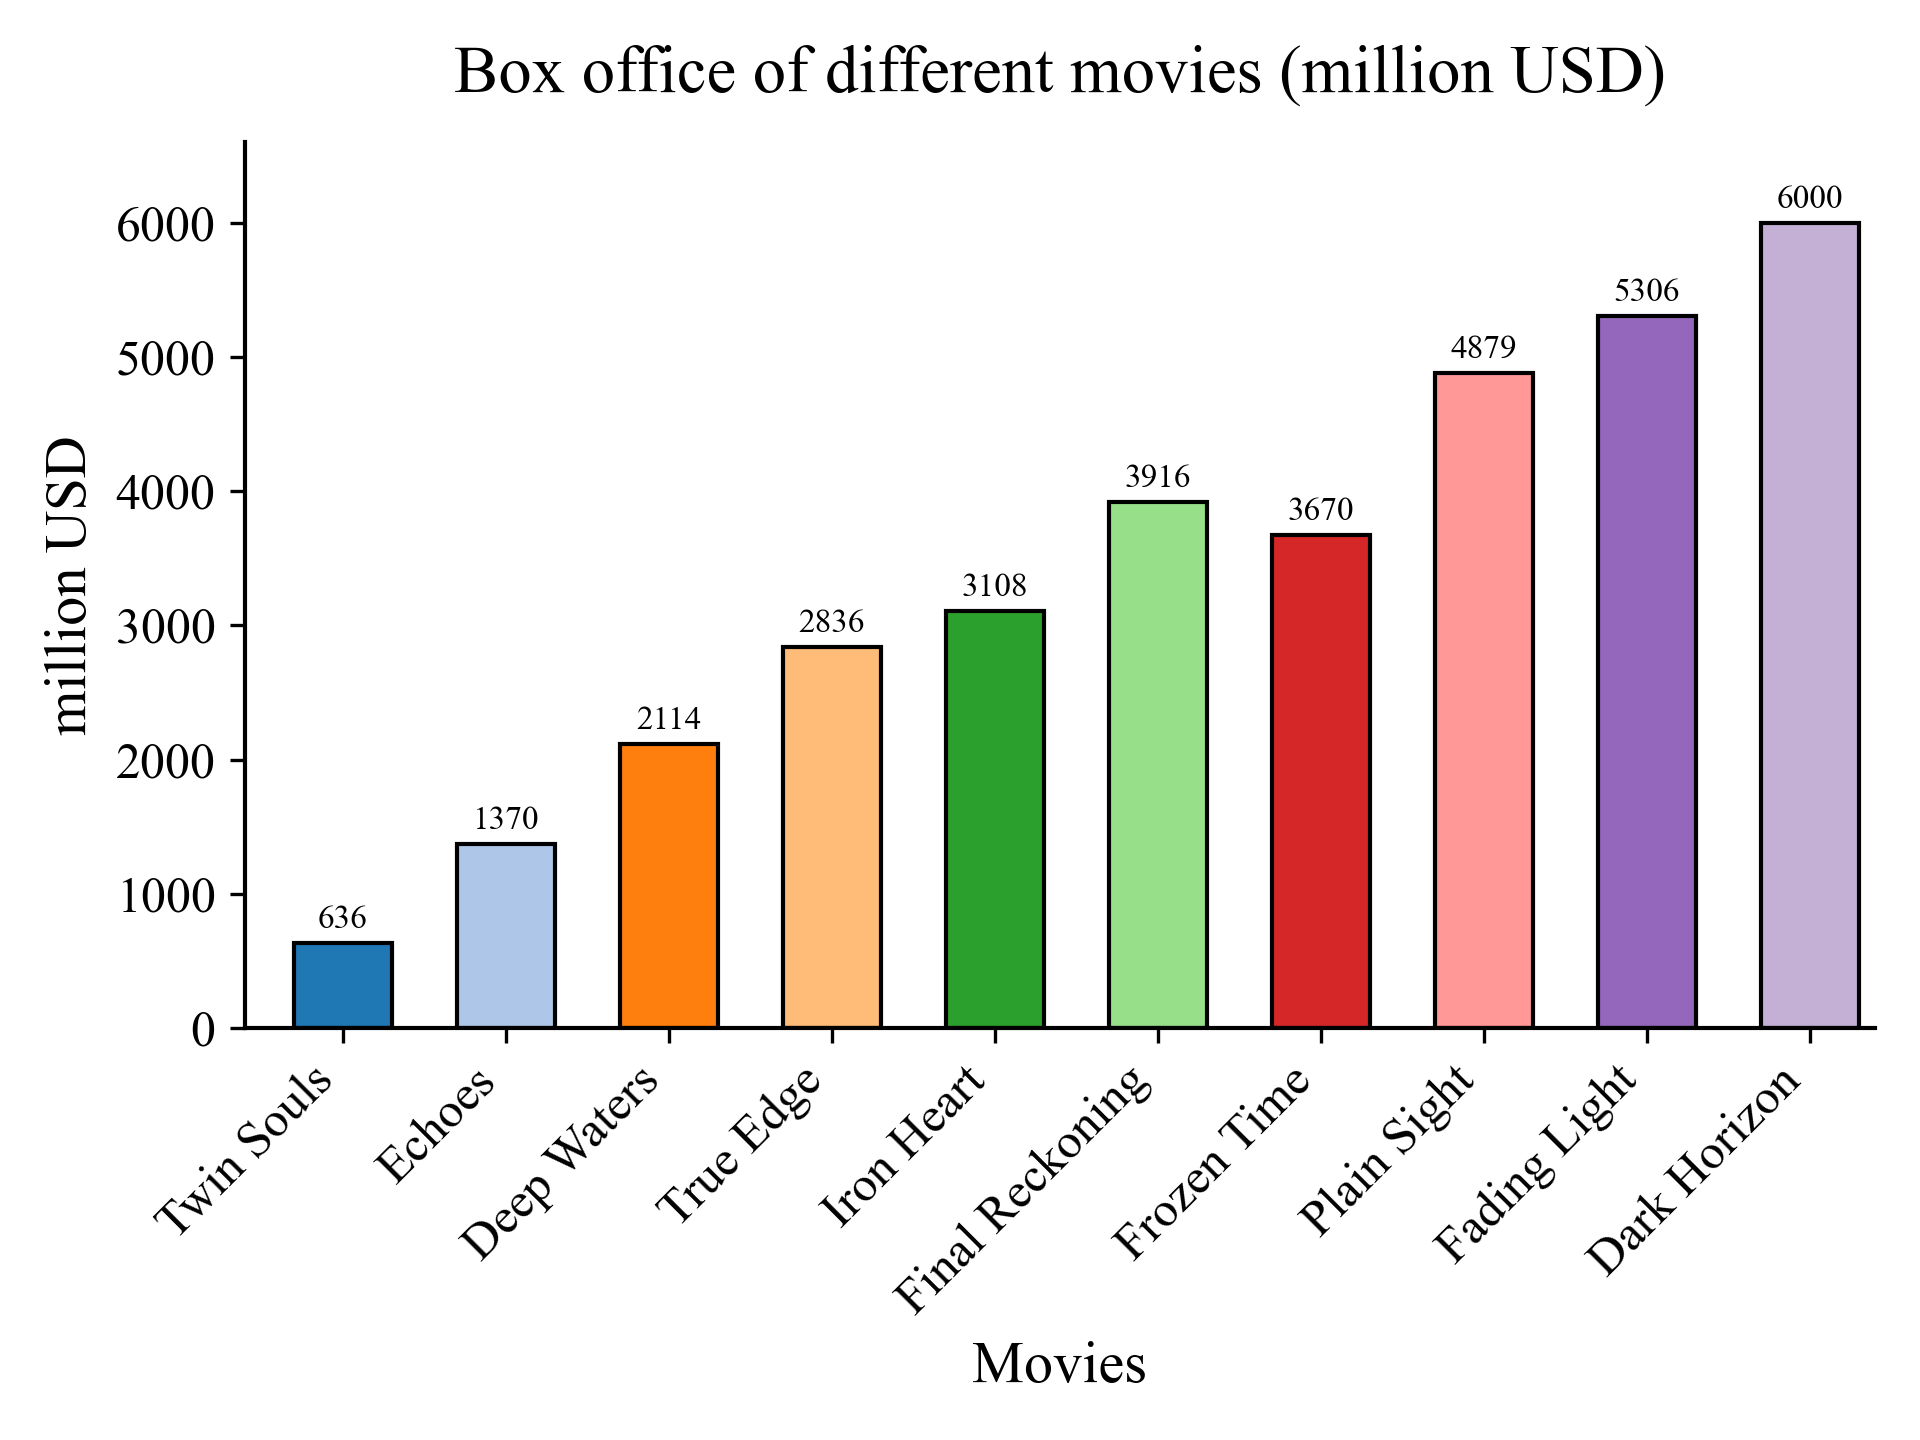 Box office of different movies (million USD)
million USD
6000
5000
4000
3000
2000
1000
0
636
1370
2114
2836
3108
3916
3670
4879
5306
6000
Twin Souls
Echoes
Deep Waters
True Edge
Iron Heart
Final Reckoning
Frozen Time
Plain Sight
Fading Light
Dark Horizon
Movies